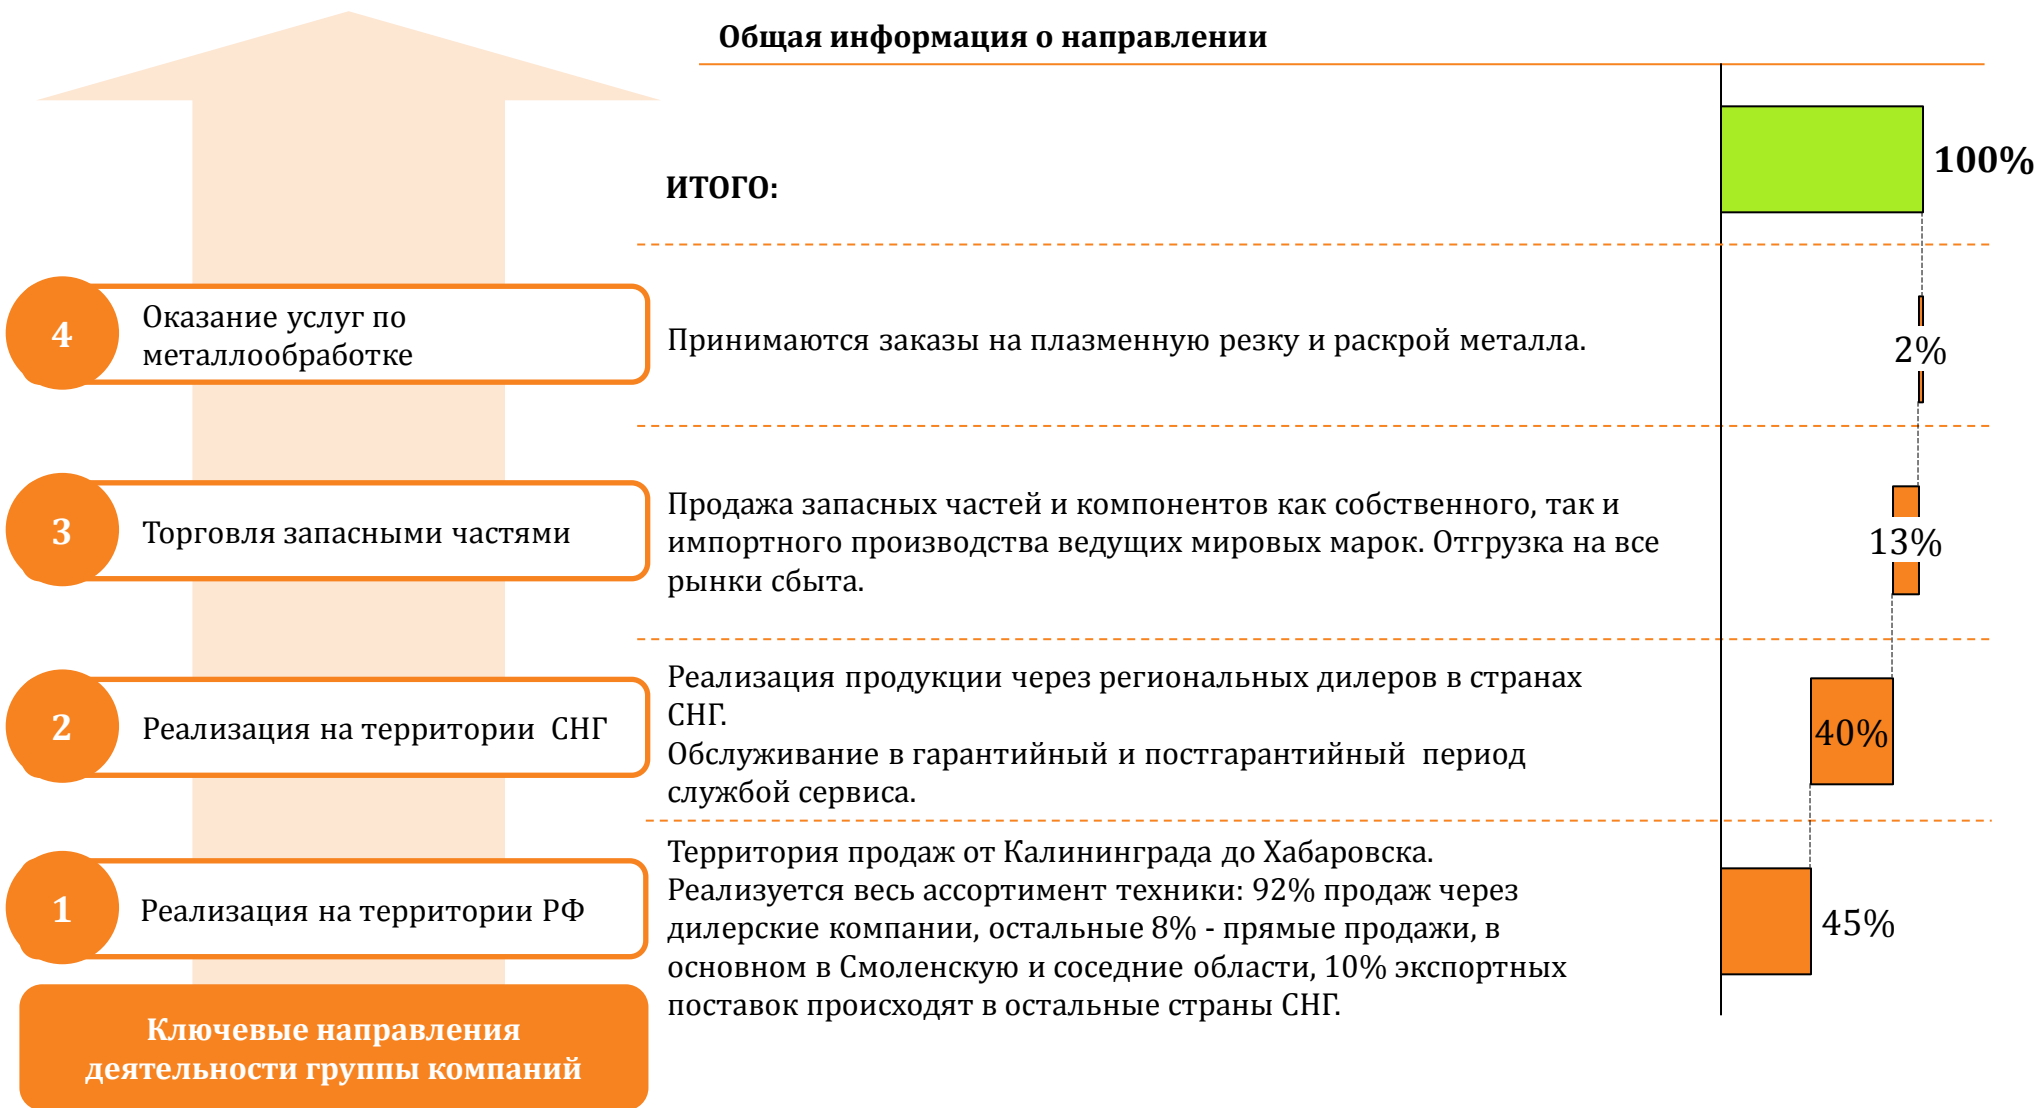 Общая информация о направлении
ИТОГО:
100%
4
Оказание услуг по
металлообработке
Принимаются заказы на плазменную резку и раскрой металла.
2%
3
Торговля запасными частями
Продажа запасных частей и компонентов как собственного, так и
импортного производства ведущих мировых марок. Отгрузка на все
рынки сбыта.
13%
2
Реализация на территории  СНГ
Реализация продукции через региональных дилеров в странах
СНГ.
Обслуживание в гарантийный и постгарантийный  период
службой сервиса.
40%
1
Реализация на территории РФ
Территория продаж от Калининграда до Хабаровска.
Реализуется весь ассортимент техники: 92% продаж через
дилерские компании, остальные 8% - прямые продажи, в
основном в Смоленскую и соседние области, 10% экспортных
поставок происходят в остальные страны СНГ.
45%
Ключевые направления
деятельности группы компаний